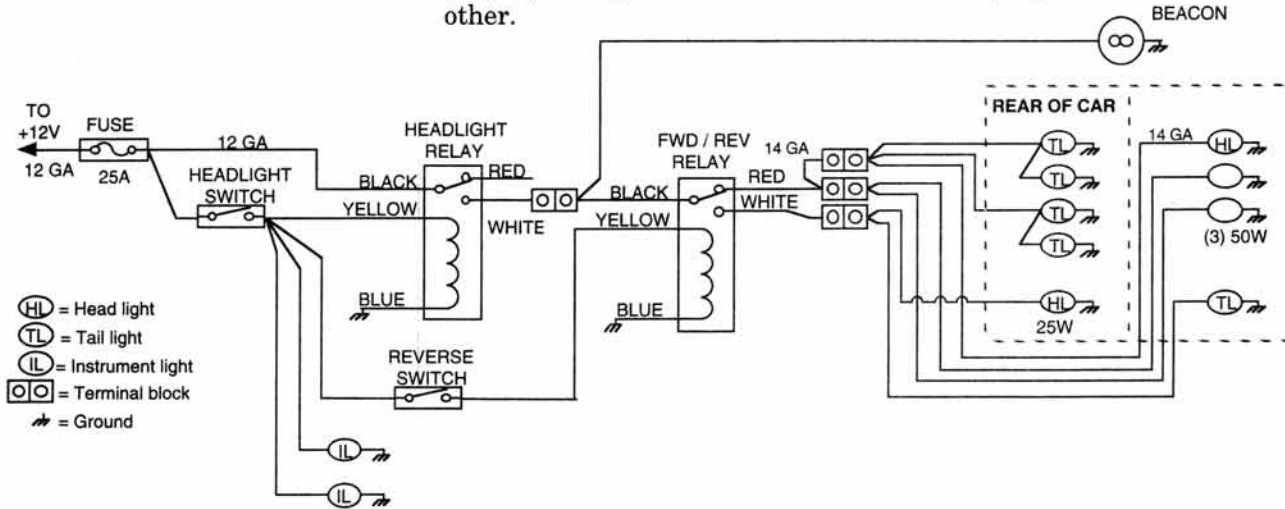 other.
BEACON
TO
+12V
12 GA
FUSE
25A
12 GA
HEADLIGHT
SWITCH
HEADLIGHT
RELAY
BLACK
YELLOW
BLUE
RED
WHITE
REVERSE
SWITCH
FWD / REV
RELAY
BLACK
YELLOW
BLUE
RED
WHITE
14 GA
REAR OF CAR
TL
TL
TL
TL
HL
25W
14 GA
HL
(3) 50W
TL
HL = Head light
TL = Tail light
IL = Instrument light
= Terminal block
= Ground
IL
IL